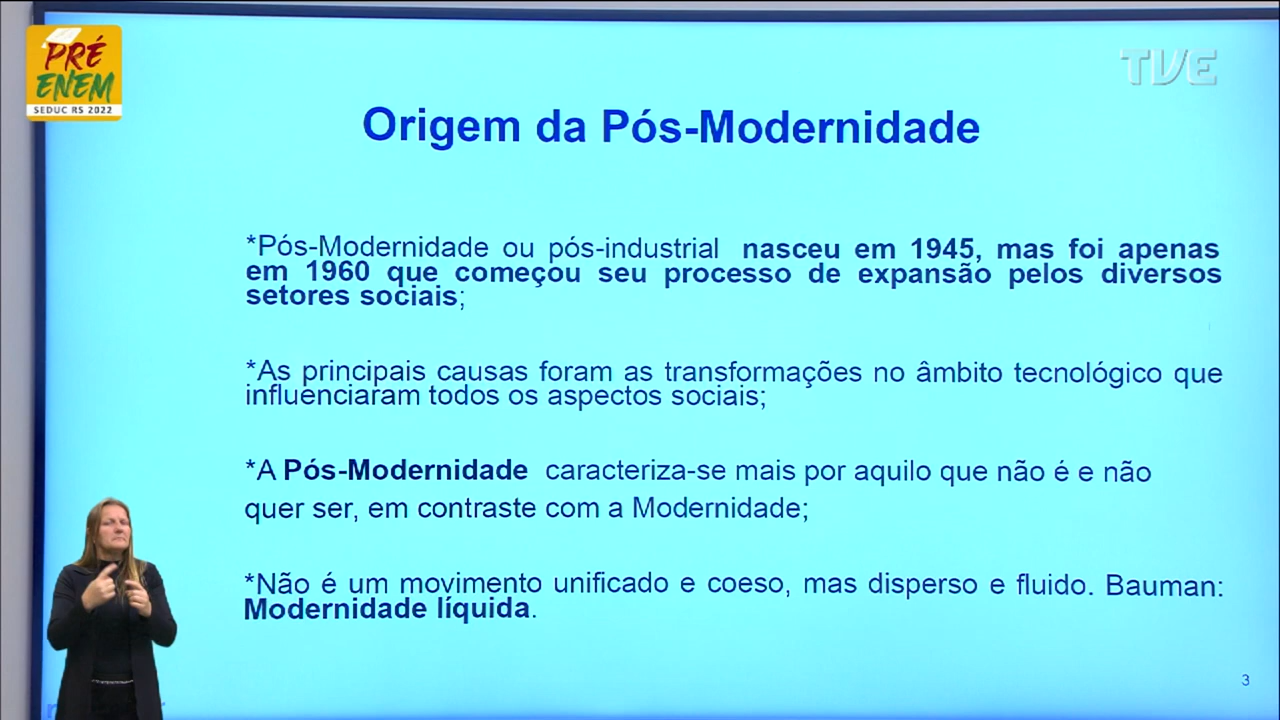 PRÉ
ENEM
SEDUC RS 2022
TVE
Origem da Pós-Modernidade
*Pós-Modernidade ou pós-industrial nasceu em 1945, mas foi apenas
em 1960 que começou seu processo de expansão pelos diversos
setores sociais;
*As principais causas foram as transformações no âmbito tecnológico que
influenciaram todos os aspectos sociais;
*A Pós-Modernidade caracteriza-se mais por aquilo que não é e não
quer ser, em contraste com a Modernidade;
*Não é um movimento unificado e coeso, mas disperso e fluido. Bauman:
Modernidade líquida.
3